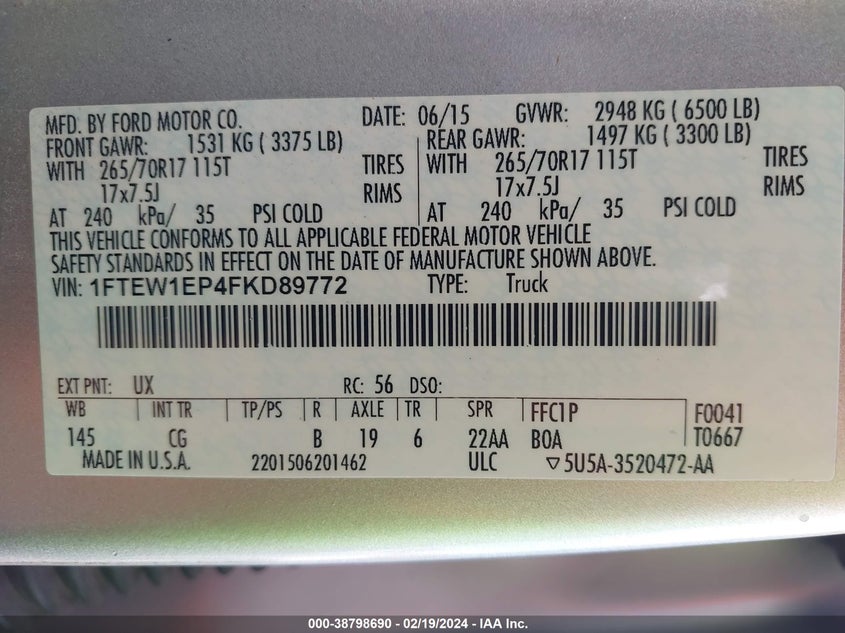 MFD. BY FORD MOTOR CO. DATE: 06/15 GVWR: 2948 KG ( 6500 LB)
FRONT GAWR: 1531 KG ( 3375 LB) REAR GAWR: 1497 KG ( 3300 LB)
WITH 265/70R17 115T TIRES WITH 265/70R17 115T TIRES
17x7.5J RIMS 17x7.5J RIMS
AT 240 kPa/ 35 PSI COLD AT 240 kPa/ 35 PSI COLD
THIS VEHICLE CONFORMS TO ALL APPLICABLE FEDERAL MOTOR VEHICLE
SAFETY STANDARDS IN EFFECT ON THE DATE OF MANUFACTURE SHOWN ABOVE.
VIN: 1FTEW1EP4FKD89772 TYPE: Truck
EXT PNT: UX RC: 56 DSO:
WB INT TR TP/PS R AXLE TR SPR FFC1P F0041
145 CG B 19 6 22AA BOA T0667
MADE IN U.S.A. 2201506201462 ULC ▽5U5A-3520472-AA
000-38798690 - 02/19/2024 - IAA Inc.